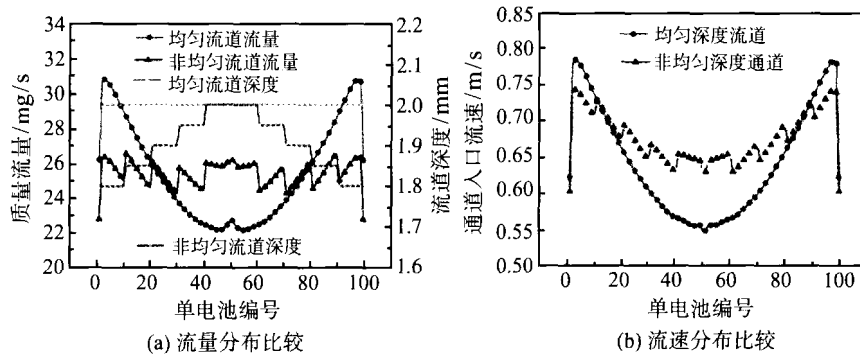 均匀流道流量
非均匀流道流量
均匀流道深度
非均匀流道深度
质量流量/mg/s
34
32
30
28
26
24
22
20
流道深度/mm
2.2
2.1
2.0
1.9
1.8
1.7
1.6
0 20 40 60 80 100
单电池编号
(a) 流量分布比较
均匀深度流道
非均匀深度通道
通道入口流速/m/s
0.85
0.80
0.75
0.70
0.65
0.60
0.55
0.50
0 20 40 60 80 100
单电池编号
(b) 流速分布比较